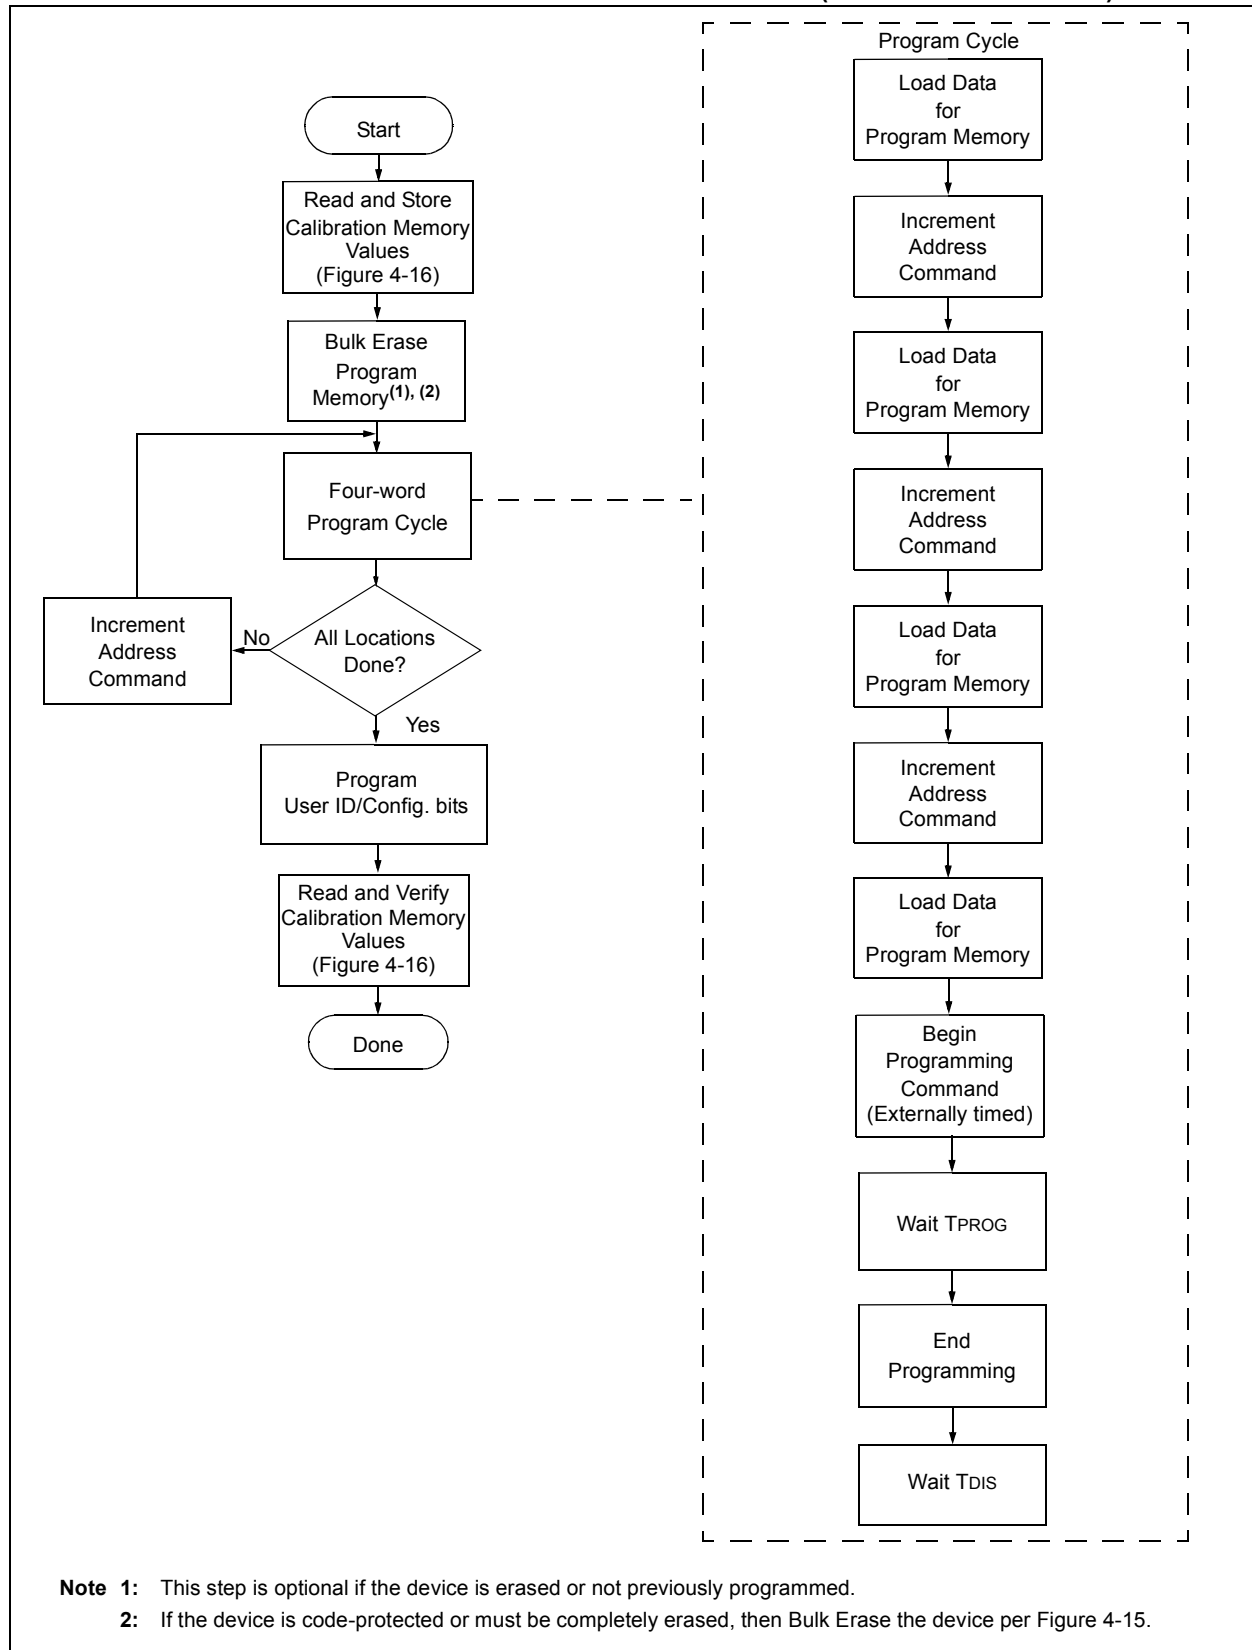 Start
Read and Store
Calibration Memory
Values
(Figure 4-16)
Bulk Erase
Program
Memory(1), (2)
Four-word
Program Cycle
All Locations
Done?
No
Increment
Address
Command
Yes
Program
User ID/Config. bits
Read and Verify
Calibration Memory
Values
(Figure 4-16)
Done
Program Cycle
Load Data
for
Program Memory
Increment
Address
Command
Load Data
for
Program Memory
Increment
Address
Command
Load Data
for
Program Memory
Increment
Address
Command
Load Data
for
Program Memory
Begin
Programming
Command
(Externally timed)
Wait TPROG
End
Programming
Wait TDIS
Note 1: This step is optional if the device is erased or not previously programmed.
2: If the device is code-protected or must be completely erased, then Bulk Erase the device per Figure 4-15.